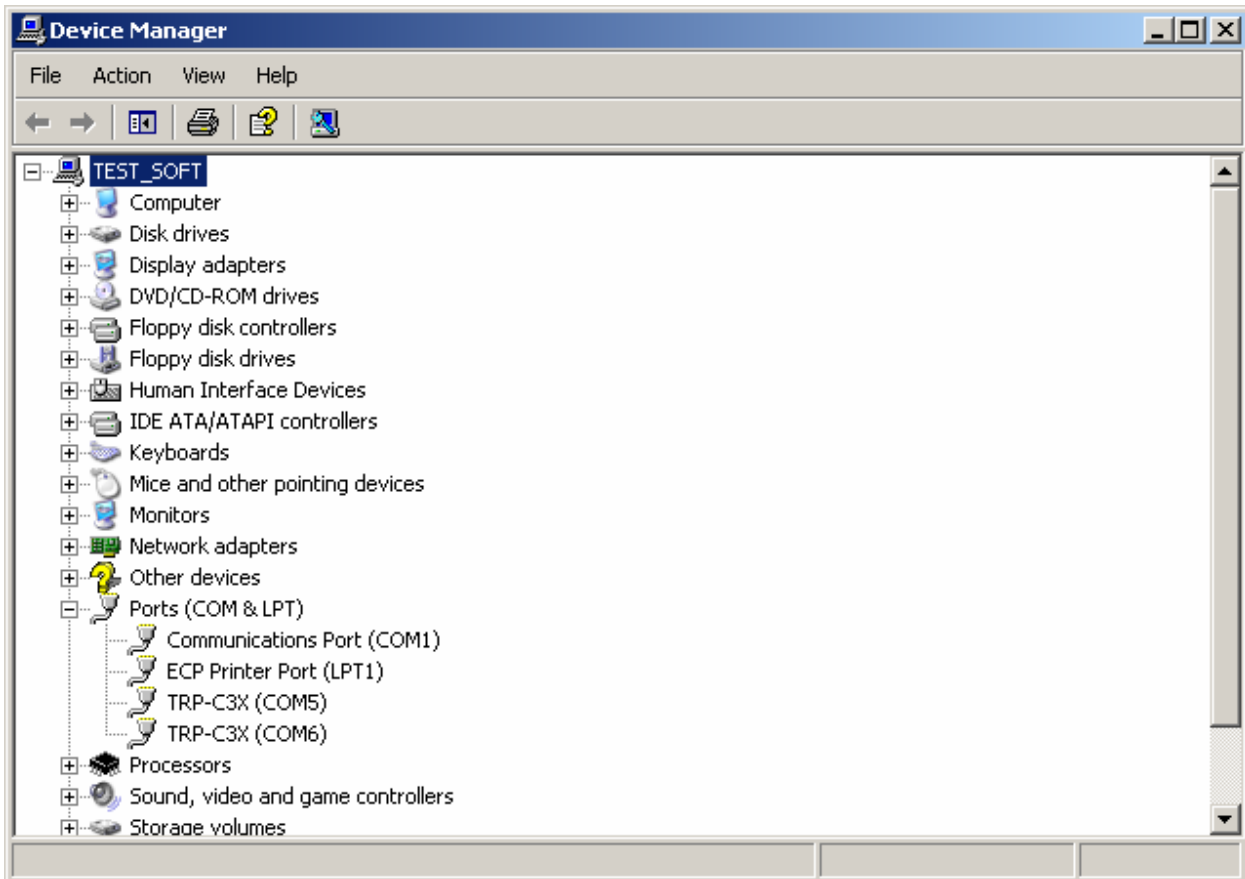 Device Manager
File Action View Help
TEST_SOFT
Computer
Disk drives
Display adapters
DVD/CD-ROM drives
Floppy disk controllers
Floppy disk drives
Human Interface Devices
IDE ATA/ATAPI controllers
Keyboards
Mice and other pointing devices
Monitors
Network adapters
Other devices
Ports (COM & LPT)
Communications Port (COM1)
ECP Printer Port (LPT1)
TRP-C3X (COM5)
TRP-C3X (COM6)
Processors
Sound, video and game controllers
Storage volumes